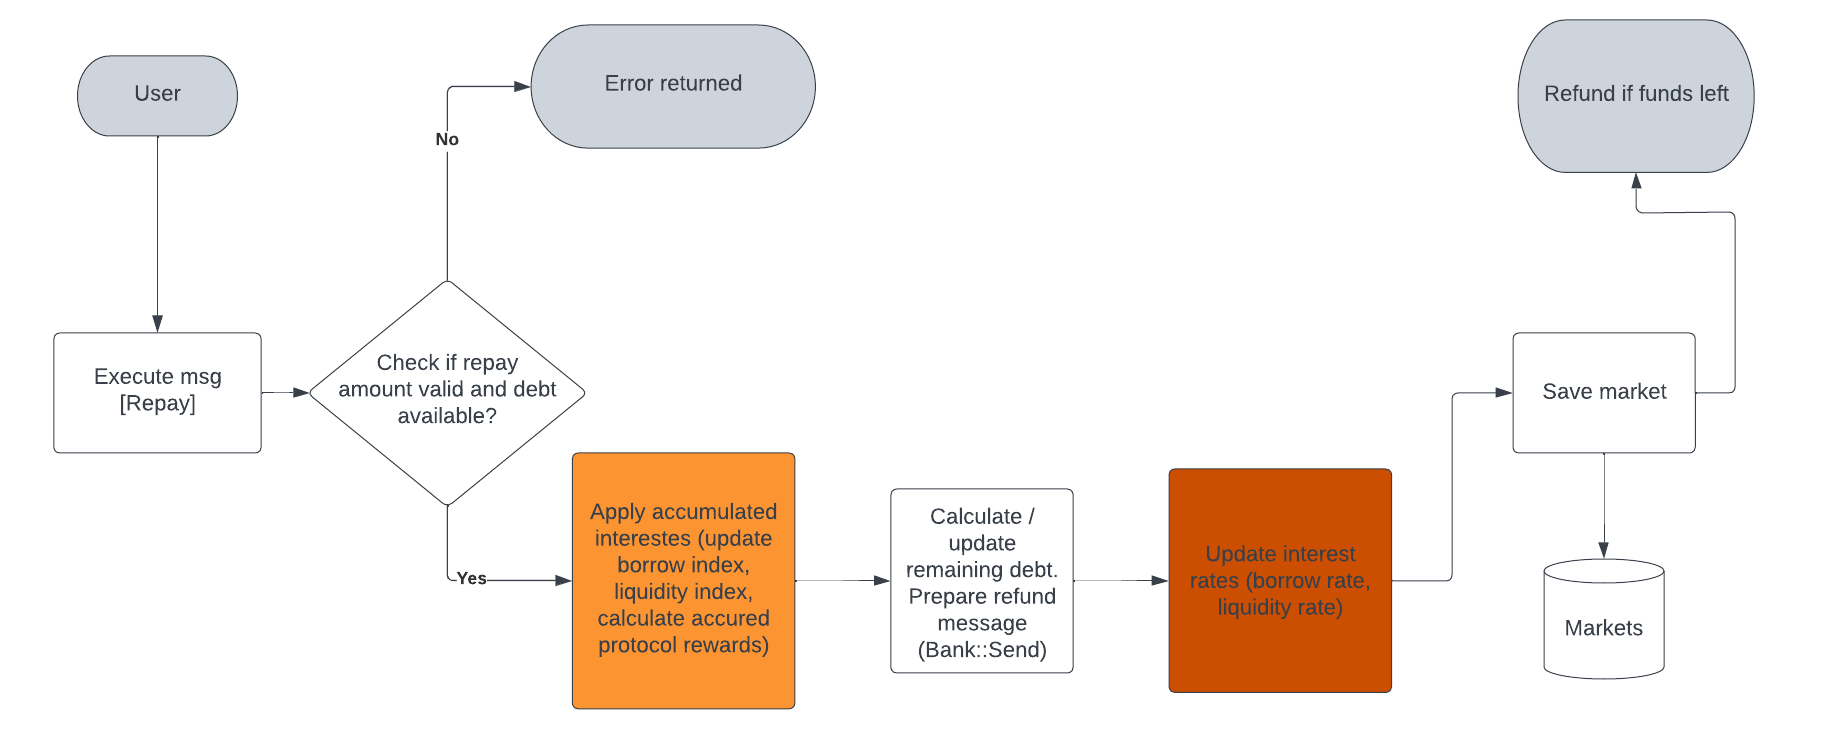 User
Error returned
Refund if funds left
No
Execute msg
[Repay]
Check if repay
amount valid and debt
available?
Save market
Yes
Apply accumulated
interestes (update
borrow index,
liquidity index,
calculate accured
protocol rewards)
Calculate /
update
remaining debt.
Prepare refund
message
(Bank::Send)
Update interest
rates (borrow rate,
liquidity rate)
Markets